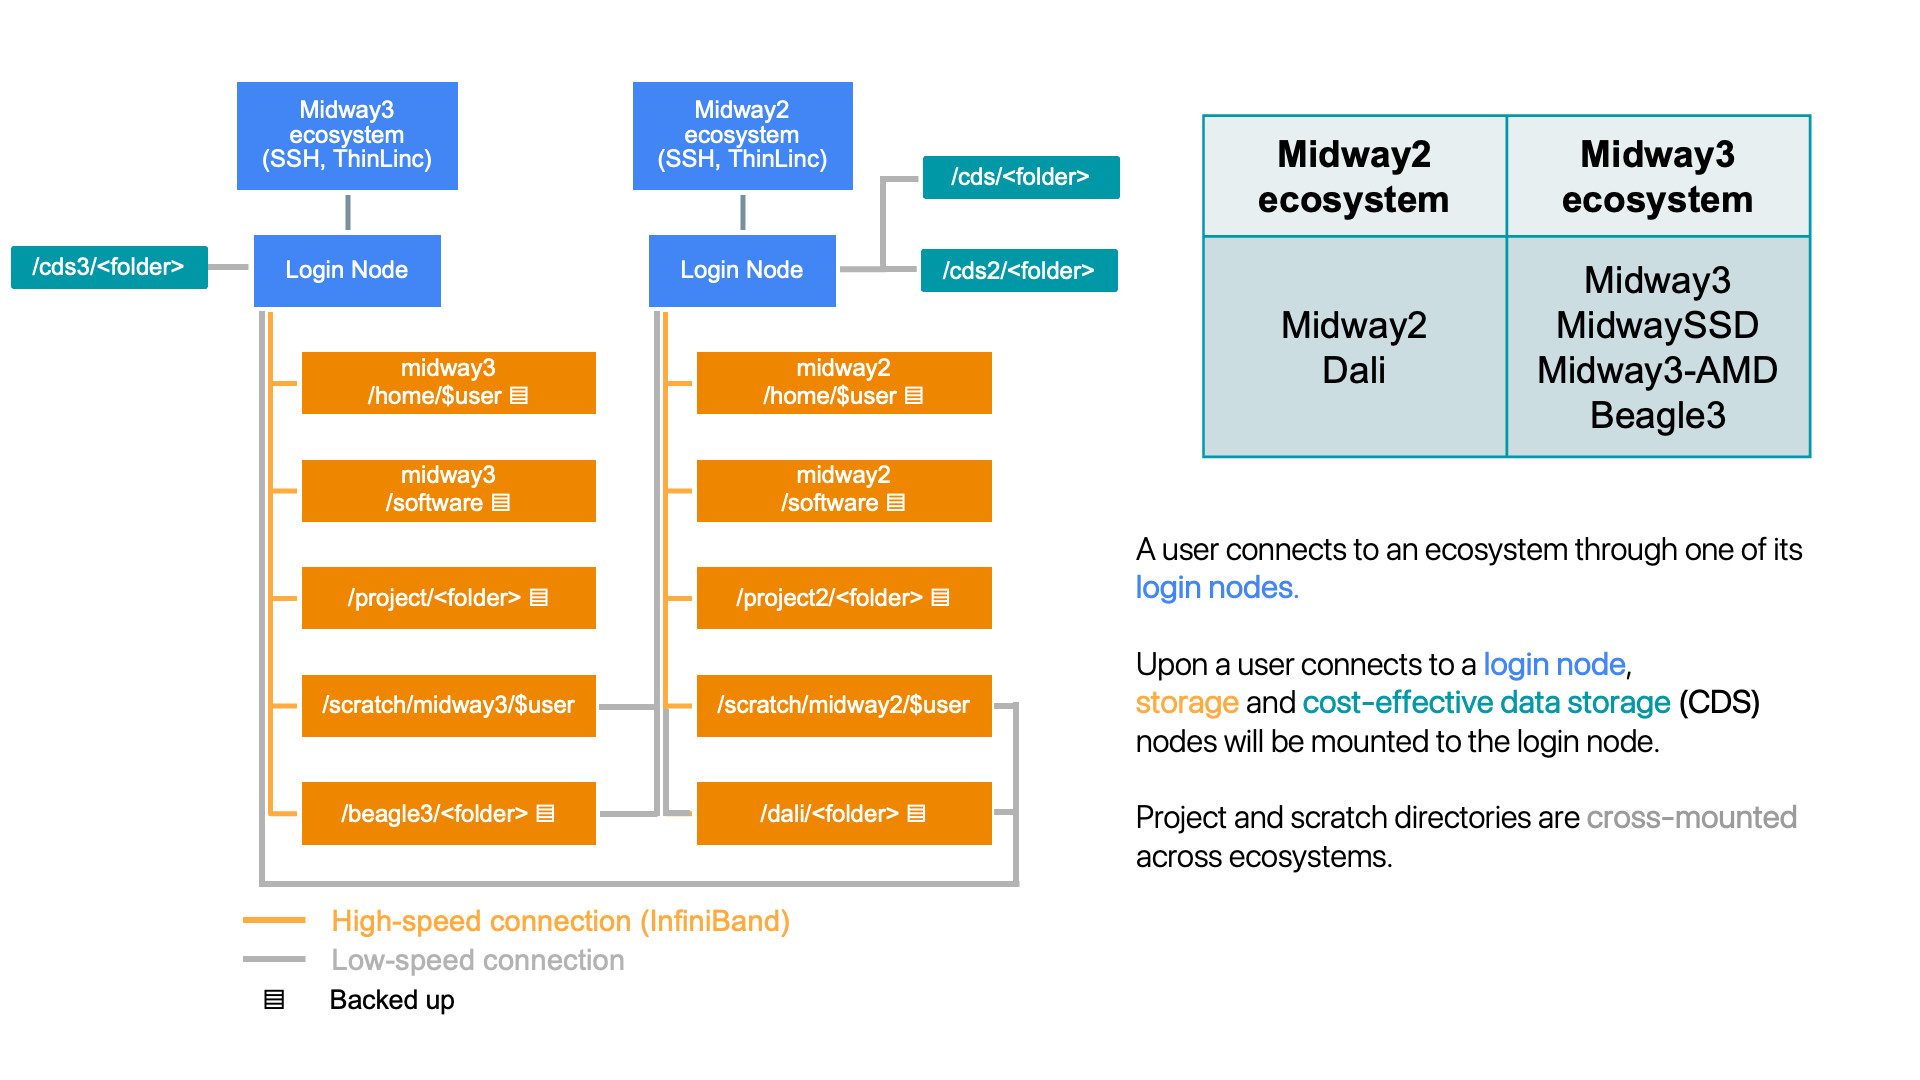 Midway3
ecosystem
(SSH, ThinLinc)
Midway2
ecosystem
(SSH, ThinLinc)
/cds/<folder>
/cds3/<folder>
Login Node
Login Node
/cds2/<folder>
midway3
/home/$user
midway2
/home/$user
midway3
/software
midway2
/software
/project/<folder>
/project2/<folder>
/scratch/midway3/$user
/scratch/midway2/$user
/beagle3/<folder>
/dali/<folder>
High-speed connection (InfiniBand)
Low-speed connection
Backed up
Midway2
ecosystem
Midway3
ecosystem
Midway2
Dali
Midway3
MidwaySSD
Midway3-AMD
Beagle3
A user connects to an ecosystem through one of its
login nodes.
Upon a user connects to a login node,
storage and cost-effective data storage (CDS)
nodes will be mounted to the login node.
Project and scratch directories are cross-mounted
across ecosystems.